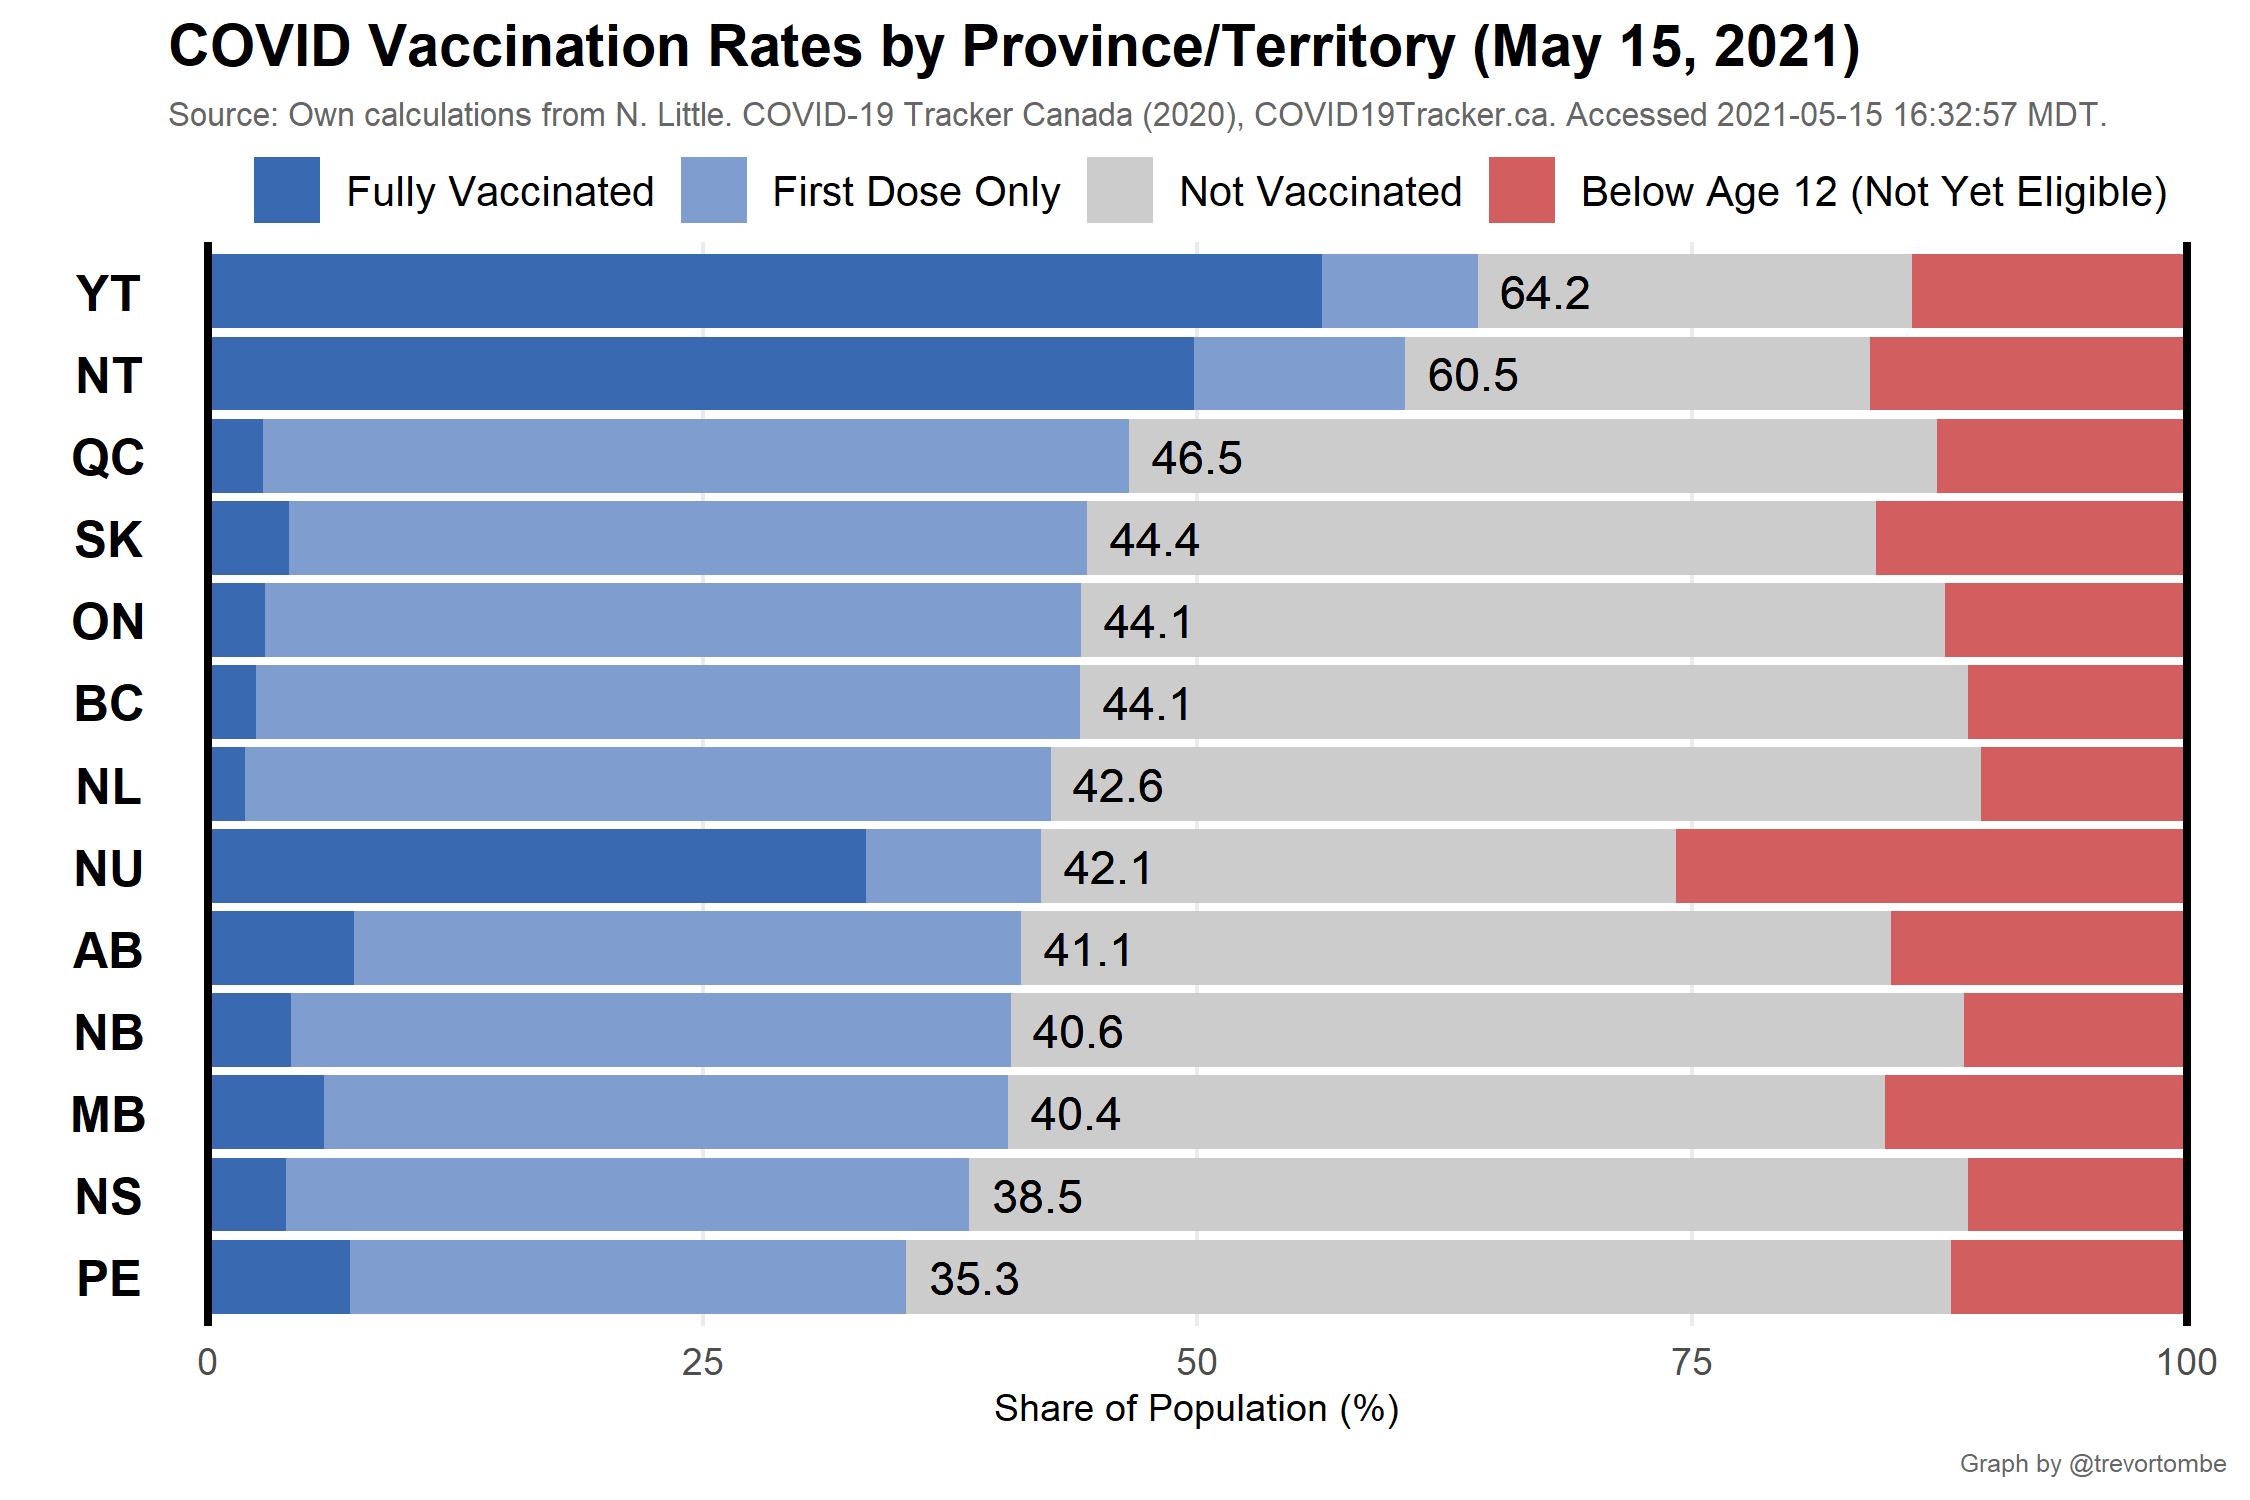 COVID Vaccination Rates by Province/Territory (May 15, 2021)
Source: Own calculations from N. Little. COVID-19 Tracker Canada (2020), COVID19Tracker.ca. Accessed 2021-05-15 16:32:57 MDT.
Fully Vaccinated First Dose Only Not Vaccinated Below Age 12 (Not Yet Eligible)
YT 64.2
NT 60.5
QC 46.5
SK 44.4
ON 44.1
BC 44.1
NL 42.6
NU 42.1
AB 41.1
NB 40.6
MB 40.4
NS 38.5
PE 35.3
0 25 50 75 100
Share of Population (%)
Graph by @trevortombe